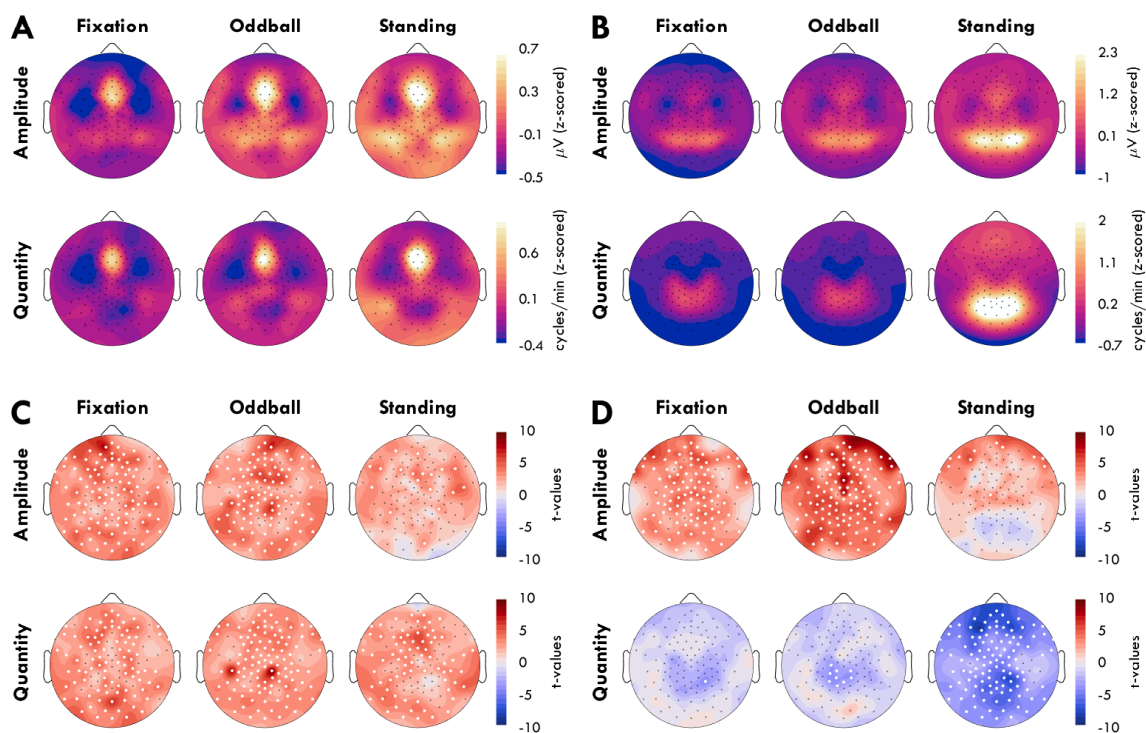 A
Fixation
Oddball
Standing
Amplitude
0.7
0.3
-0.1
-0.5
μV (z-scored)
Quantity
0.6
0.1
-0.4
cycles/min (z-scored)
B
Fixation
Oddball
Standing
Amplitude
2.3
1.2
0.1
-1
μV (z-scored)
Quantity
2
1.1
0.2
-0.7
cycles/min (z-scored)
C
Fixation
Oddball
Standing
Amplitude
10
5
0
-5
-10
t-values
Quantity
10
5
0
-5
-10
t-values
D
Fixation
Oddball
Standing
Amplitude
10
5
0
-5
-10
t-values
Quantity
10
5
0
-5
-10
t-values